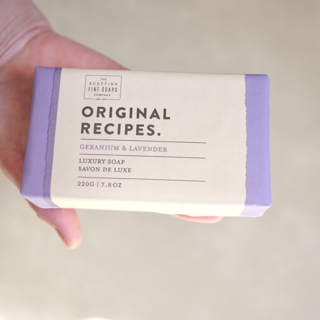 THE
SCOTTISH
FINE SOAPS
COMPANY
ORIGINAL
RECIPES.
GERANIUM & LAVENDER
LUXURY SOAP
SAVON DE LUXE
220G | 7.8 OZ